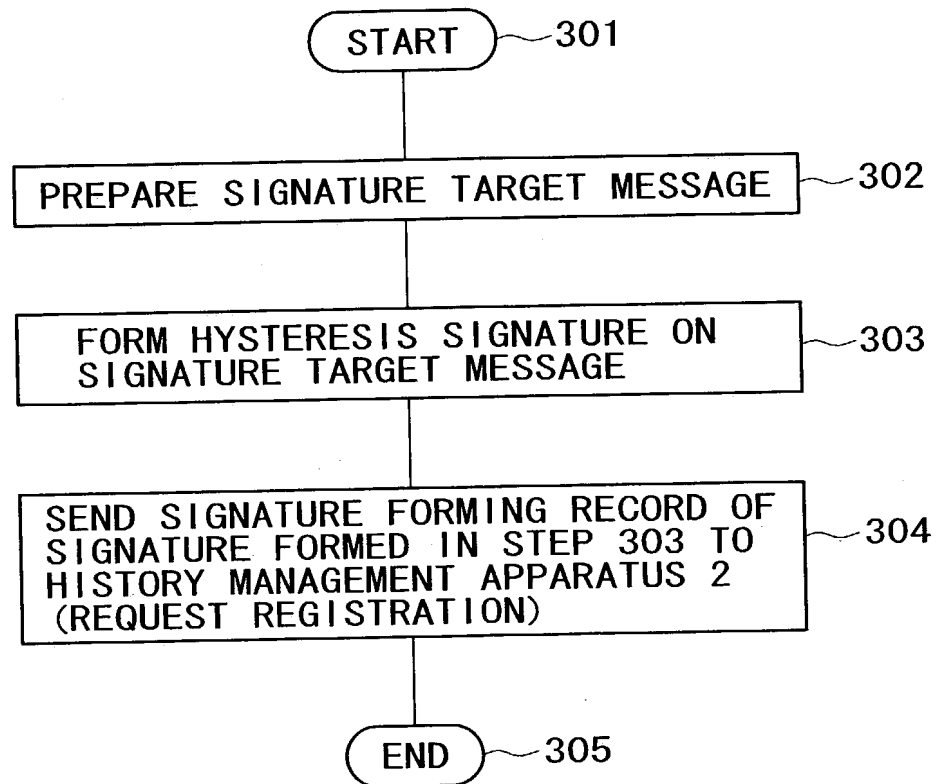 START 301
PREPARE SIGNATURE TARGET MESSAGE 302
FORM HYSTERESIS SIGNATURE ON
SIGNATURE TARGET MESSAGE
303
SEND SIGNATURE FORMING RECORD OF
SIGNATURE FORMED IN STEP 303 TO
HISTORY MANAGEMENT APPARATUS 2
(REQUEST REGISTRATION)
304
END 305